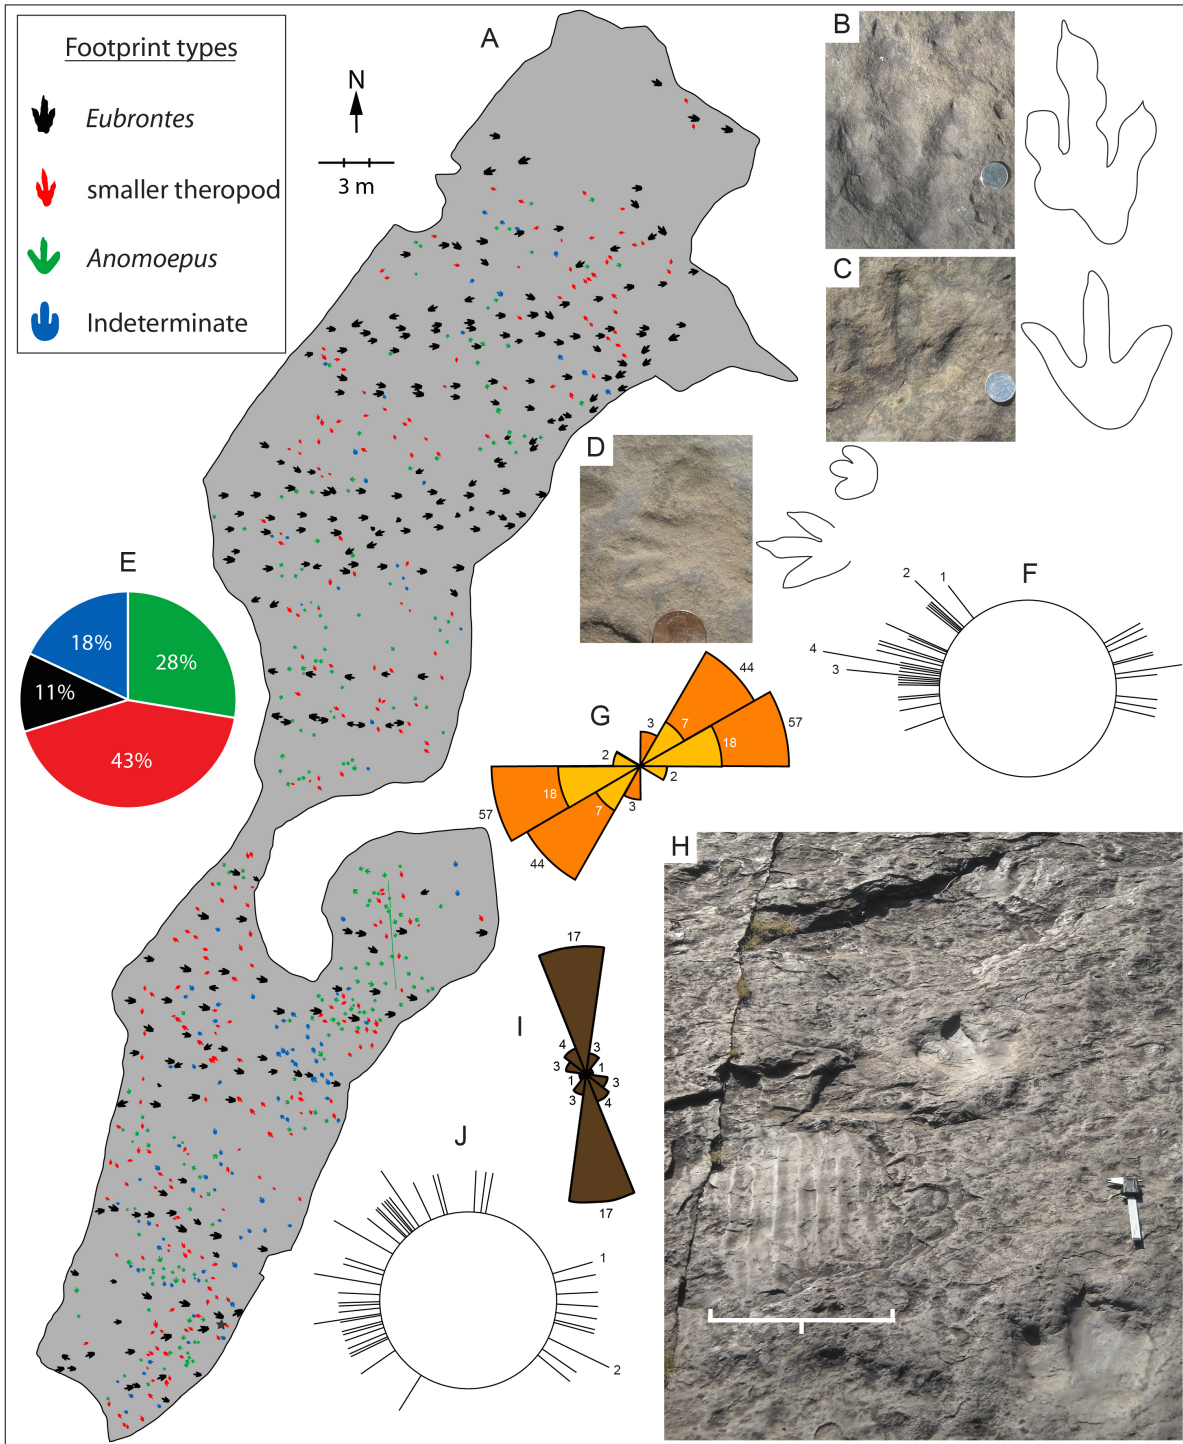 Footprint types
Eubrontes
smaller theropod
Anomoepus
Indeterminate
A
N
3 m
B
C
D
E
18%
28%
11%
43%
F
2
1
4
3
G
44
57
3
7
18
2
2
18
7
3
57
44
H
I
17
4
3
3
1
1
3
3
4
17
J
1
2